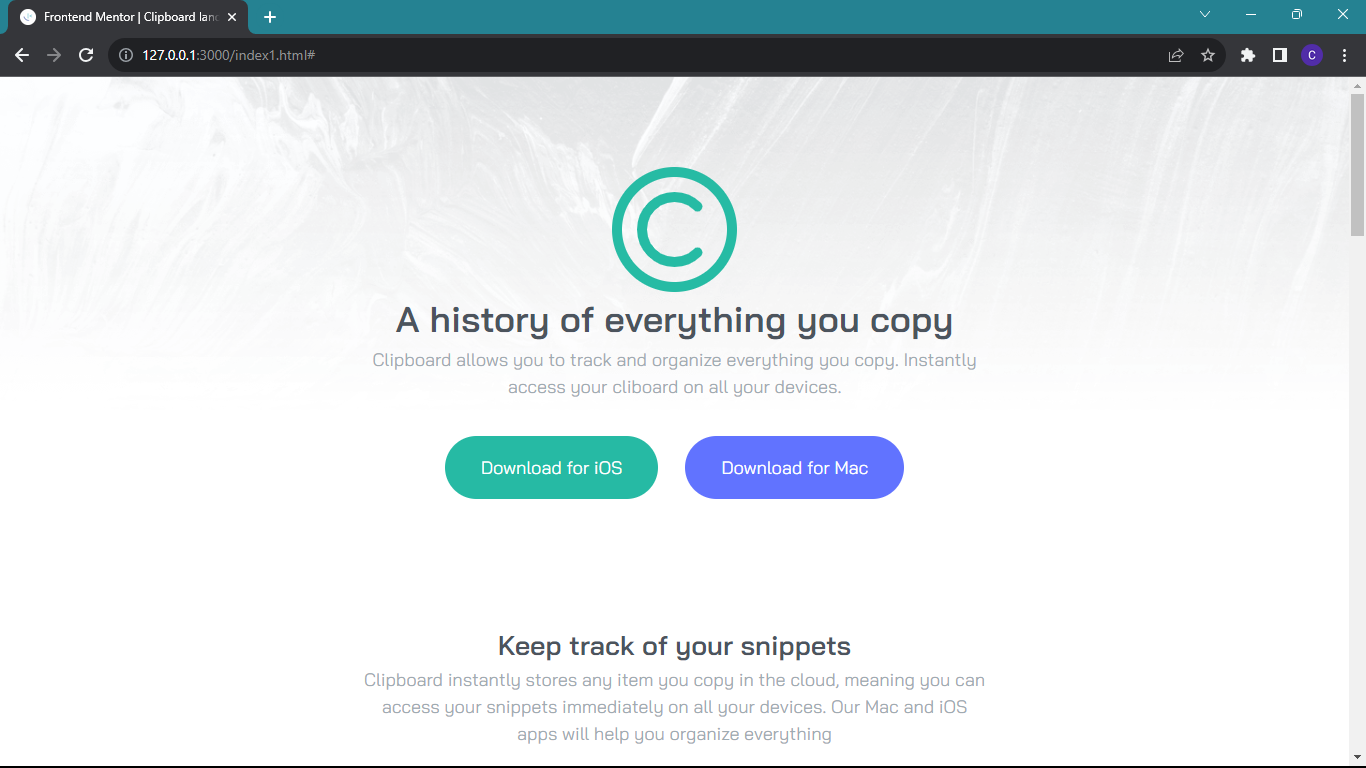 Frontend Mentor | Clipboard lan
127.0.0.1:3000/index1.html#
C
C
A history of everything you copy
Clipboard allows you to track and organize everything you copy. Instantly
access your cliboard on all your devices.
Download for iOS
Download for Mac
Keep track of your snippets
Clipboard instantly stores any item you copy in the cloud, meaning you can
access your snippets immediately on all your devices. Our Mac and iOS
apps will help you organize everything